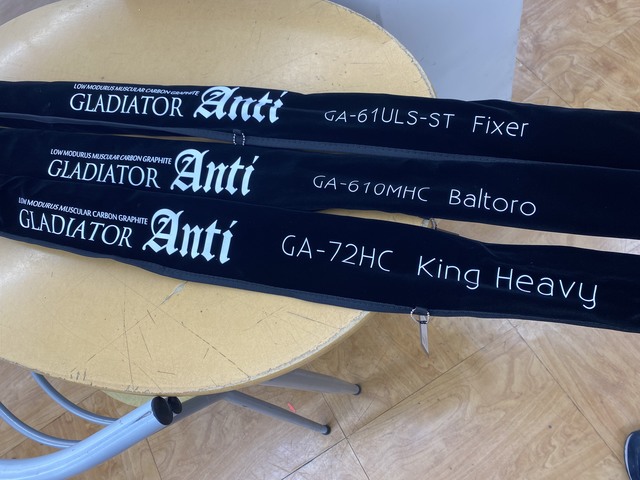 LOW MODURUS MUSCULAR CARBON GRAPHITE
GLADIATOR Anti GA-61ULS-ST Fixer
LOW MODURUS MUSCULAR CARBON GRAPHITE
GLADIATOR Anti GA-610MHC Baltoro
LOW MODURUS MUSCULAR CARBON GRAPHITE
GLADIATOR Anti GA-72HC King Heavy